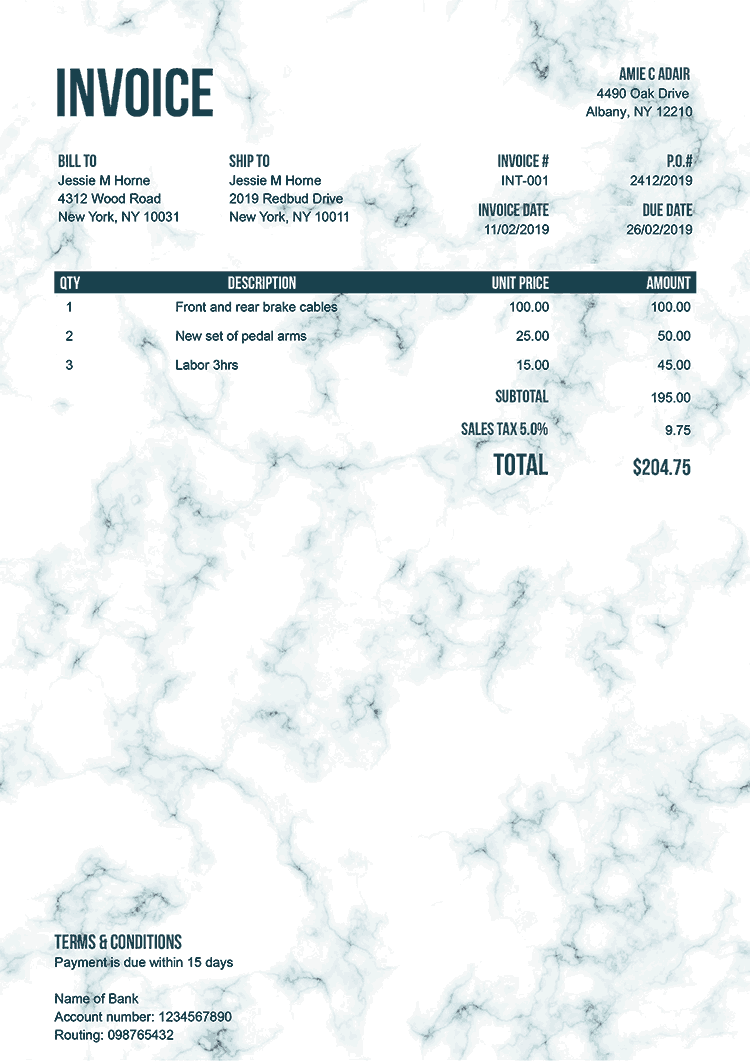 INVOICE
AMIE C ADAIR
4490 Oak Drive
Albany, NY 12210
BILL TO
Jessie M Horne
4312 Wood Road
New York, NY 10031
SHIP TO
Jessie M Horne
2019 Redbud Drive
New York, NY 10011
INVOICE # P.O.#
INT-001 2412/2019
INVOICE DATE DUE DATE
11/02/2019 26/02/2019
QTY DESCRIPTION UNIT PRICE AMOUNT
1 Front and rear brake cables 100.00 100.00
2 New set of pedal arms 25.00 50.00
3 Labor 3hrs 15.00 45.00
SUBTOTAL 195.00
SALES TAX 5.0% 9.75
TOTAL $204.75
TERMS & CONDITIONS
Payment is due within 15 days
Name of Bank
Account number: 1234567890
Routing: 098765432